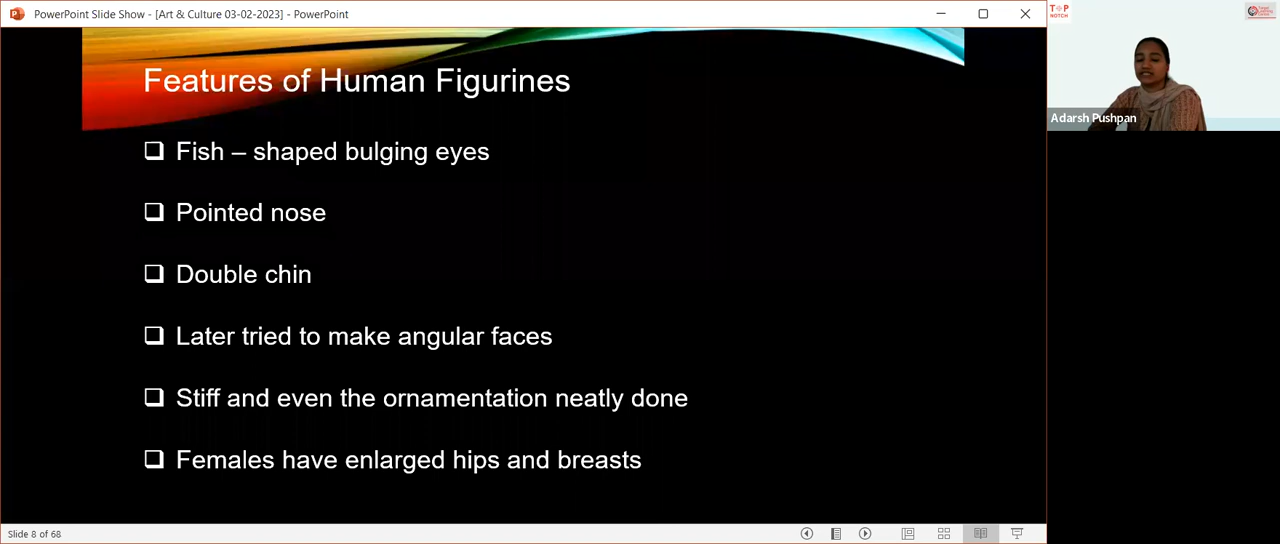 PowerPoint Slide Show - [Art & Culture 03-02-2023] - PowerPoint
T+P
NOTCH
Features of Human Figurines
Adarsh Pushpan
❑ Fish – shaped bulging eyes
❑ Pointed nose
❑ Double chin
❑ Later tried to make angular faces
❑ Stiff and even the ornamentation neatly done
❑ Females have enlarged hips and breasts
Slide 8 of 68